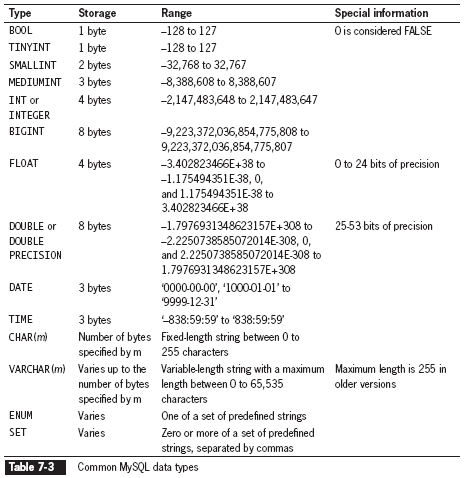 Type Storage Range Special information
BOOL 1 byte –128 to 127 0 is considered FALSE
TINYINT 1 byte –128 to 127
SMALLINT 2 bytes –32,768 to 32,767
MEDIUMINT 3 bytes –8,388,608 to 8,388,607
INT or 4 bytes –2,147,483,648 to 2,147,483,647
INTEGER
BIGINT 8 bytes –9,223,372,036,854,775,808 to
9,223,372,036,854,775,807
FLOAT 4 bytes –3.402823466E+38 to 0 to 24 bits of precision
–1.175494351E-38, 0,
and 1.175494351E-38 to
3.402823466E+38
DOUBLE or 8 bytes –1.7976931348623157E+308 to 25-53 bits of precision
DOUBLE –2.2250738585072014E-308, 0,
PRECISION and 2.2250738585072014E-308 to
1.7976931348623157E+308
DATE 3 bytes ‘0000-00-00’, ‘1000-01-01’ to
‘9999-12-31’
TIME 3 bytes ‘–838:59:59’ to ‘838:59:59’
CHAR(m) Number of bytes Fixed-length string between 0 to
specified by m 255 characters
VARCHAR(m) Varies up to the Variable-length string with a maximum Maximum length is 255 in
number of bytes length between 0 to 65,535 older versions
specified by m characters
ENUM Varies One of a set of predefined strings
SET Varies Zero or more of a set of predefined
strings, separated by commas
Table 7-3 Common MySQL data types